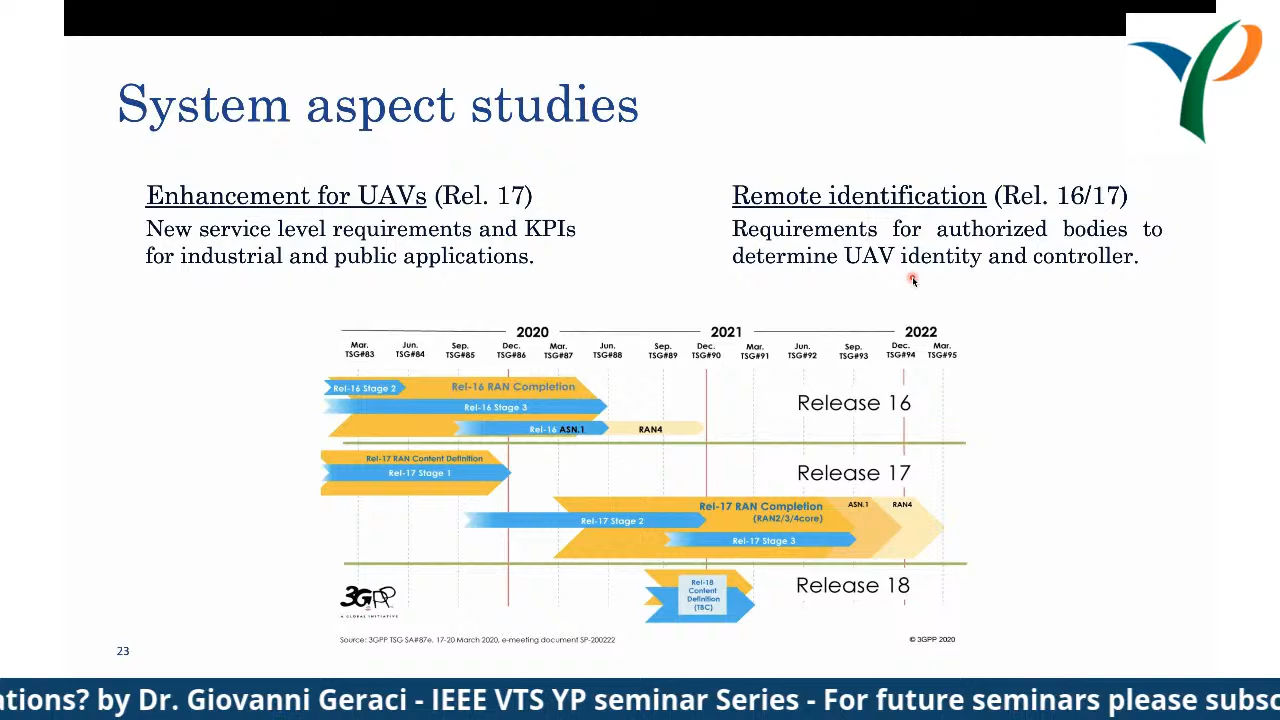 System aspect studies
Enhancement for UAVs (Rel. 17)
New service level requirements and KPIs
for industrial and public applications.
Remote identification (Rel. 16/17)
Requirements for authorized bodies to
determine UAV identity and controller.
2020 2021 2022
Mar. Jun. Sep. Dec. Mar. Jun. Sep. Dec. Mar. Jun. Sep. Dec. Mar.
TSG#83 TSG#84 TSG#85 TSG#86 TSG#87 TSG#88 TSG#89 TSG#90 TSG#91 TSG#92 TSG#93 TSG#94 TSG#95
Rel-16 Stage 2
Rel-16 RAN Completion
Rel-16 Stage 3
Rel-16 ASN.1
RAN4
Release 16
Rel-17 RAN Content Definition
Rel-17 Stage 1
Release 17
Rel-17 RAN Completion
(RAN2/3/4core)
ASN.1
RAN4
Rel-17 Stage 2
Rel-17 Stage 3
Rel-18
Content
Definition
(TBC)
Release 18
3GPP
A GLOBAL INITIATIVE
Source: 3GPP TSG SA#87e, 17-20 March 2020, e-meeting document SP-200222
© 3GPP 2020
23
ations? by Dr. Giovanni Geraci - IEEE VTS YP seminar Series - For future seminars please subsc